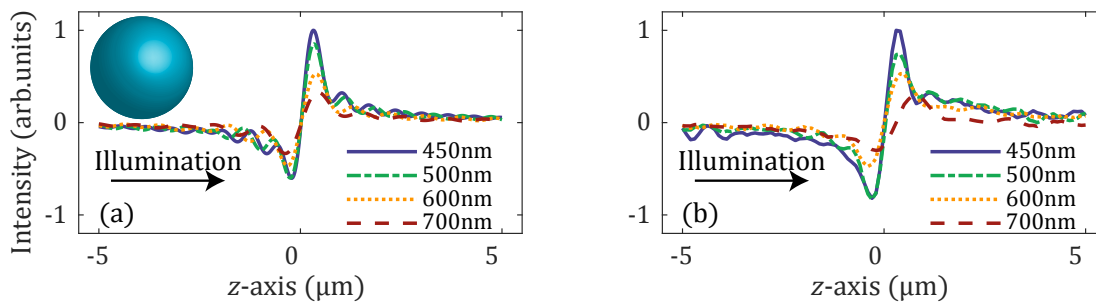 Intensity (arb.units)
1
0
-1
Illumination
450nm
500nm
600nm
700nm
(a)
-5
0
5
z-axis (μm)
1
0
-1
Illumination
450nm
500nm
600nm
700nm
(b)
-5
0
5
z-axis (μm)